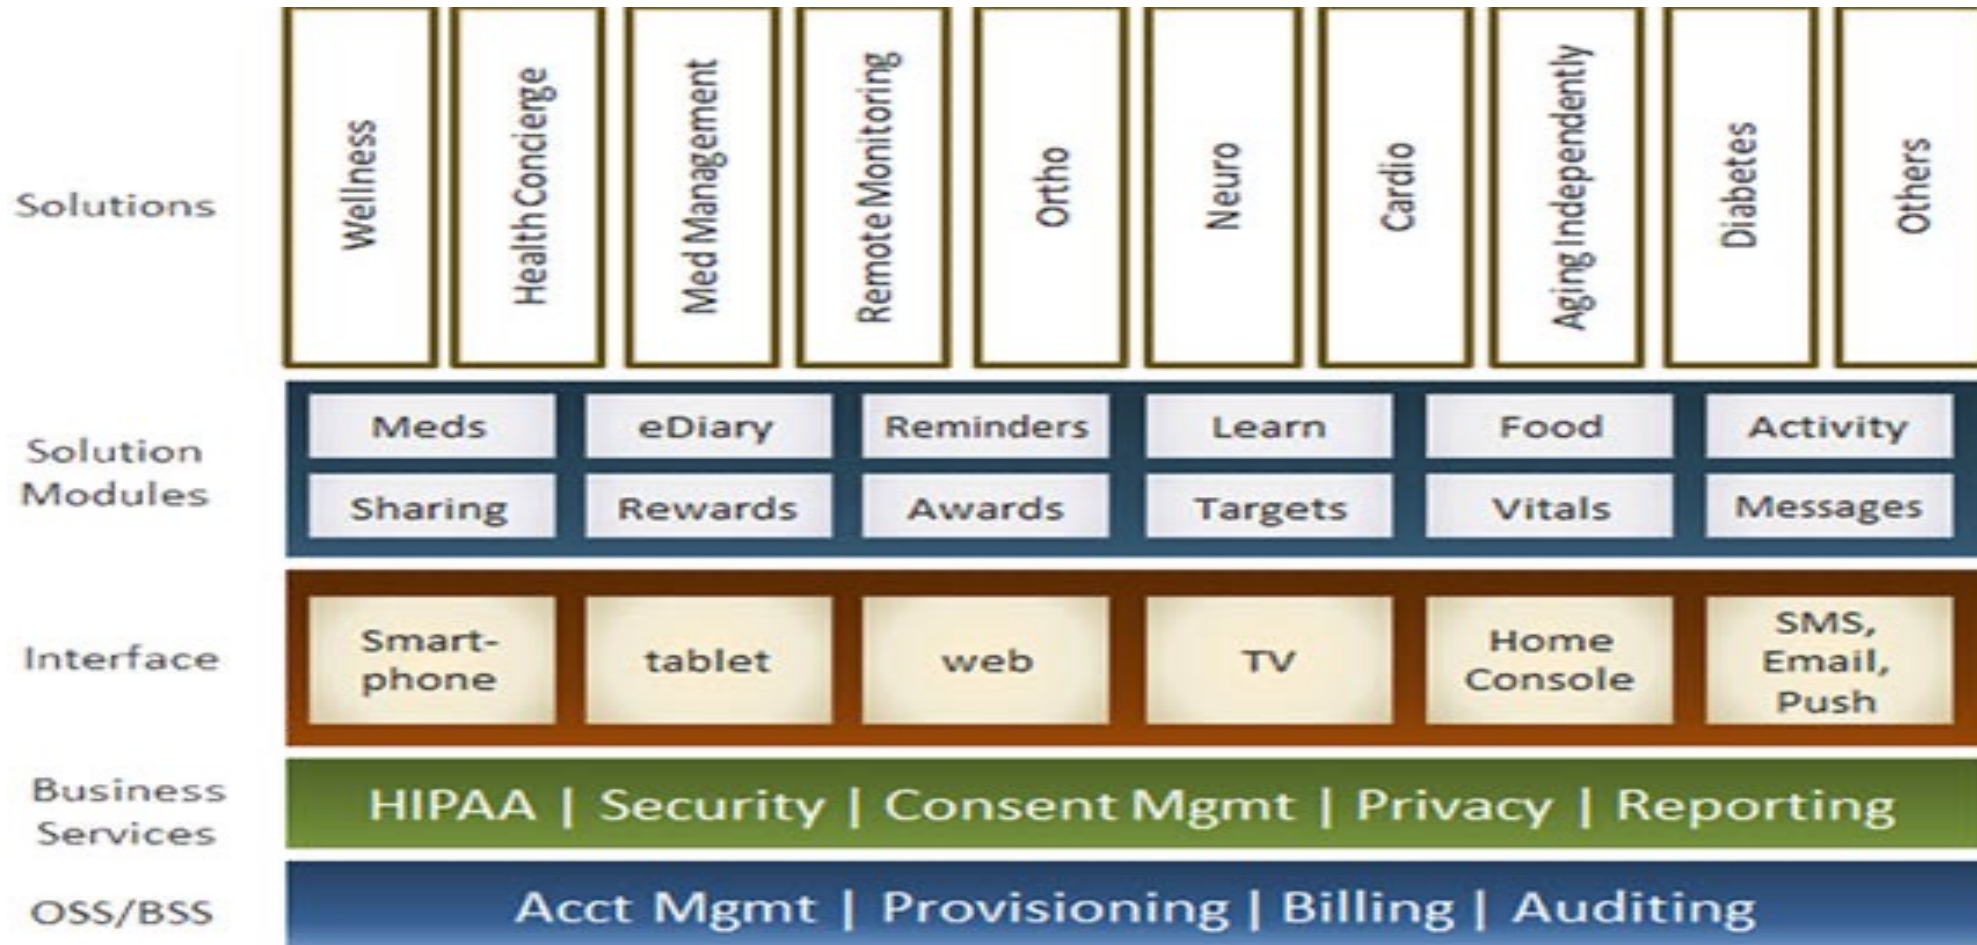 Solutions
Wellness
Health Concierge
Med Management
Remote Monitoring
Ortho
Neuro
Cardio
Aging Independently
Diabetes
Others
Solution
Modules
Meds
eDiary
Reminders
Learn
Food
Activity
Sharing
Rewards
Awards
Targets
Vitals
Messages
Interface
Smart-
phone
tablet
web
TV
Home
Console
SMS,
Email,
Push
Business
Services
HIPAA | Security | Consent Mgmt | Privacy | Reporting
OSS/BSS
Acct Mgmt | Provisioning | Billing | Auditing